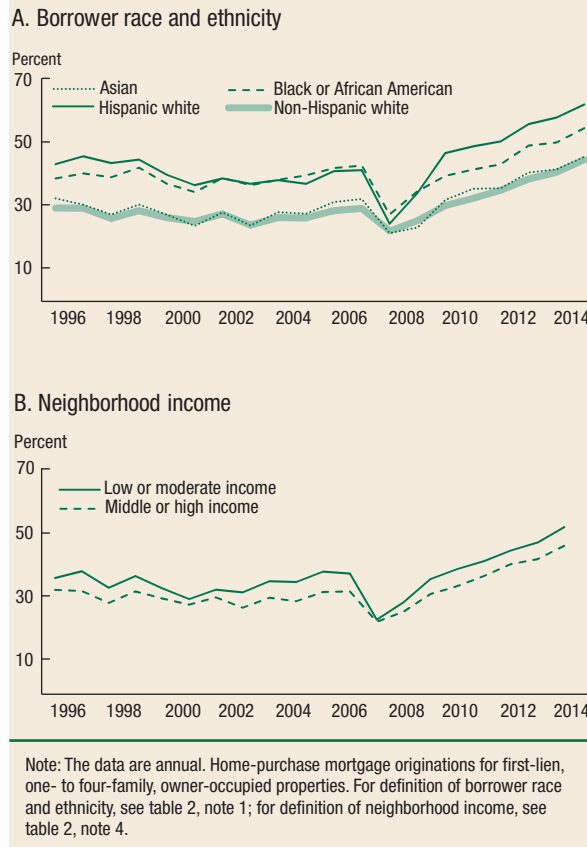 A. Borrower race and ethnicity
Percent
70
50
30
10
Asian
Black or African American
Hispanic white
Non-Hispanic white
1996 1998 2000 2002 2004 2006 2008 2010 2012 2014
B. Neighborhood income
Percent
70
50
30
10
Low or moderate income
Middle or high income
1996 1998 2000 2002 2004 2006 2008 2010 2012 2014
Note: The data are annual. Home-purchase mortgage originations for first-lien,
one- to four-family, owner-occupied properties. For definition of borrower race
and ethnicity, see table 2, note 1; for definition of neighborhood income, see
table 2, note 4.